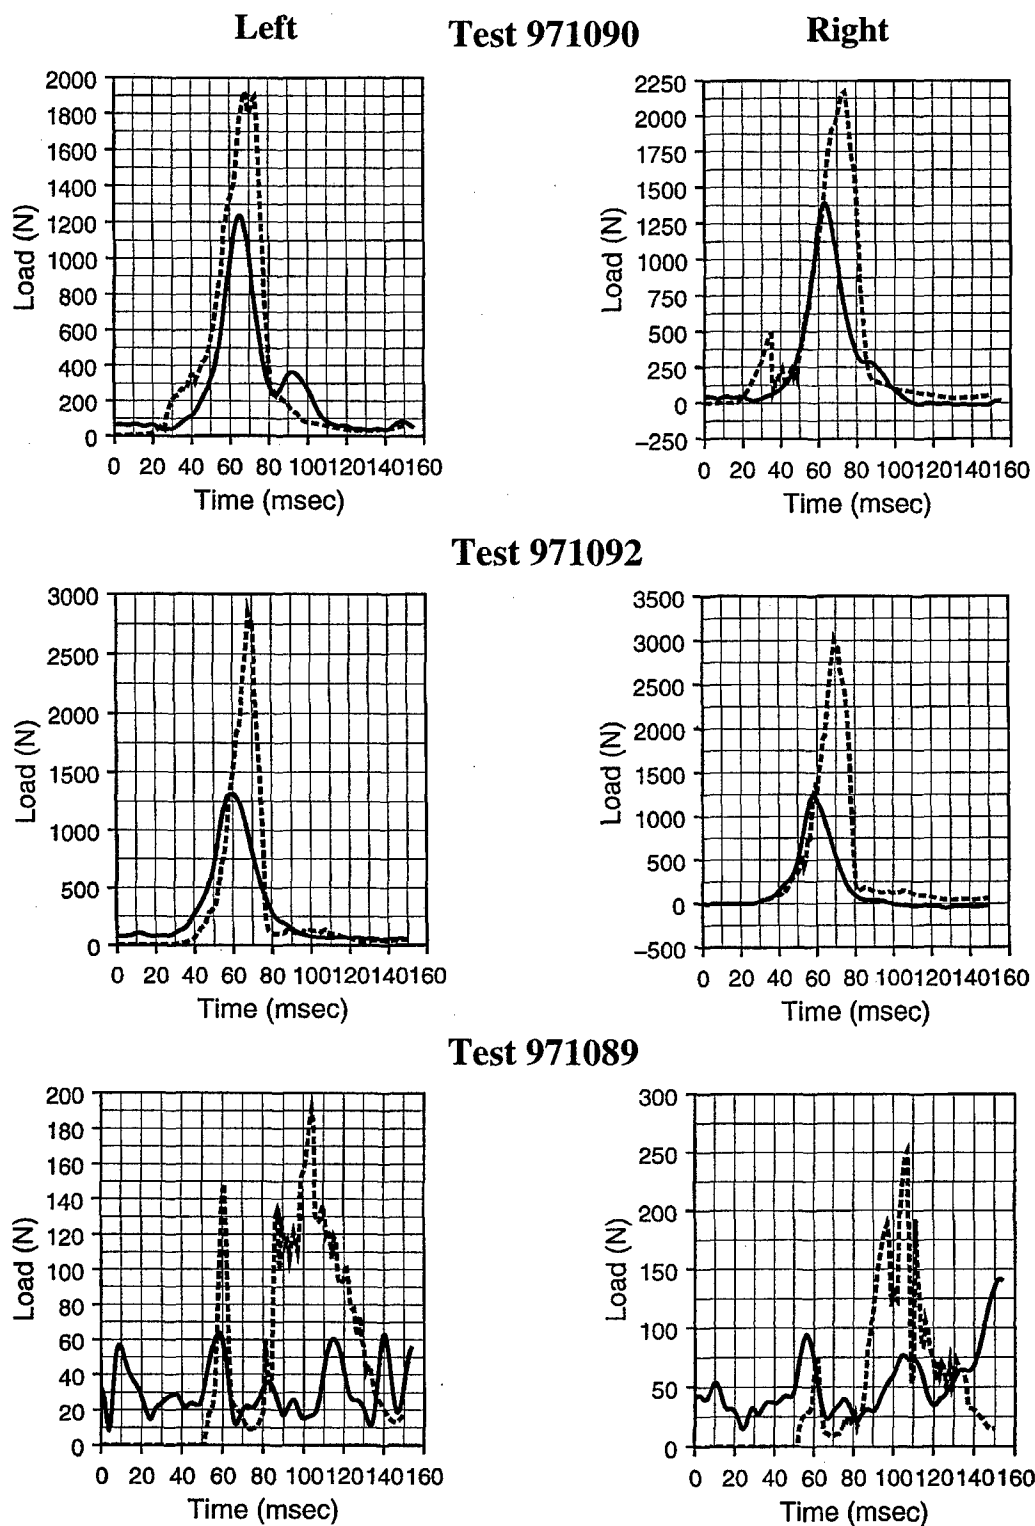 Left
Test 971090
Right
2000
1800
1600
1400
1200
1000
800
600
400
200
0
Load (N)
0 20 40 60 80 100120140160
Time (msec)
2250
2000
1750
1500
1250
1000
750
500
250
0
−250
Load (N)
0 20 40 60 80 100120140160
Time (msec)
Test 971092
3000
2500
2000
1500
1000
500
0
Load (N)
0 20 40 60 80 100120140160
Time (msec)
3500
3000
2500
2000
1500
1000
500
0
−500
Load (N)
0 20 40 60 80 100120140160
Time (msec)
Test 971089
200
180
160
140
120
100
80
60
40
20
0
Load (N)
0 20 40 60 80 100120140160
Time (msec)
300
250
200
150
100
50
0
Load (N)
0 20 40 60 80 100120140160
Time (msec)